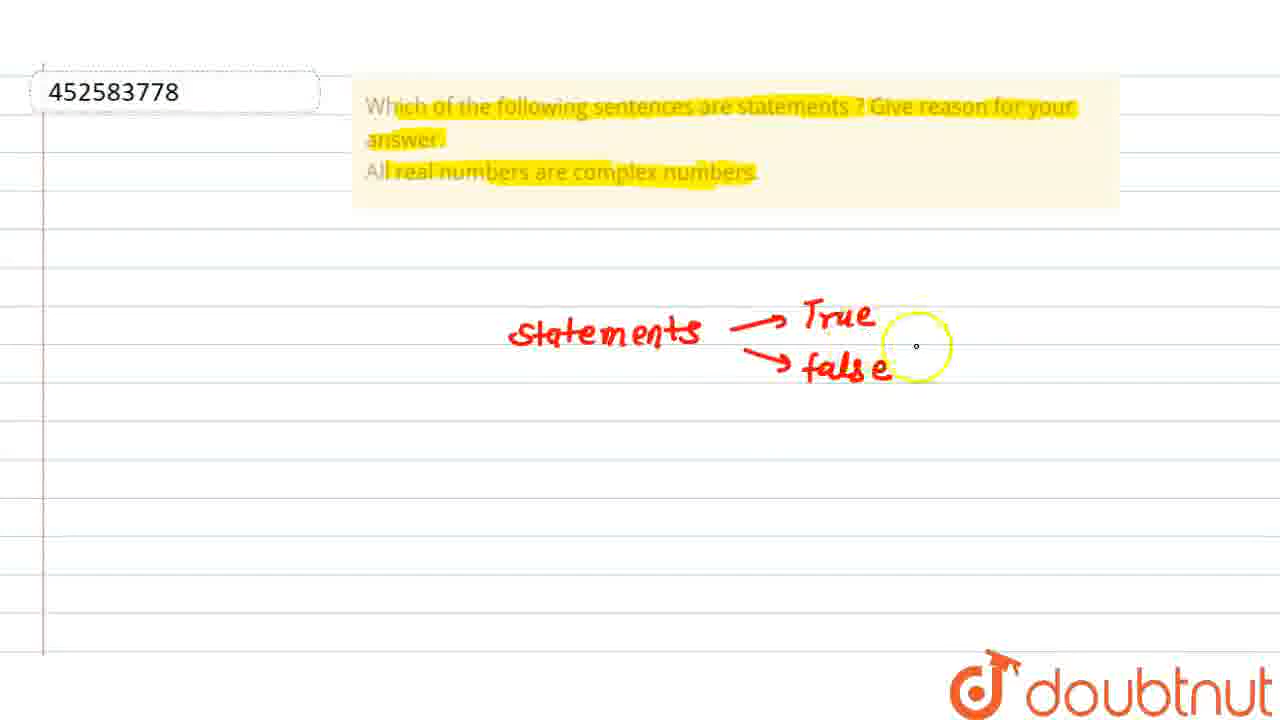 452583778
Which of the following sentences are statements ? Give reason for your
answer.
All real numbers are complex numbers.
Statements
True
false
doubtnut